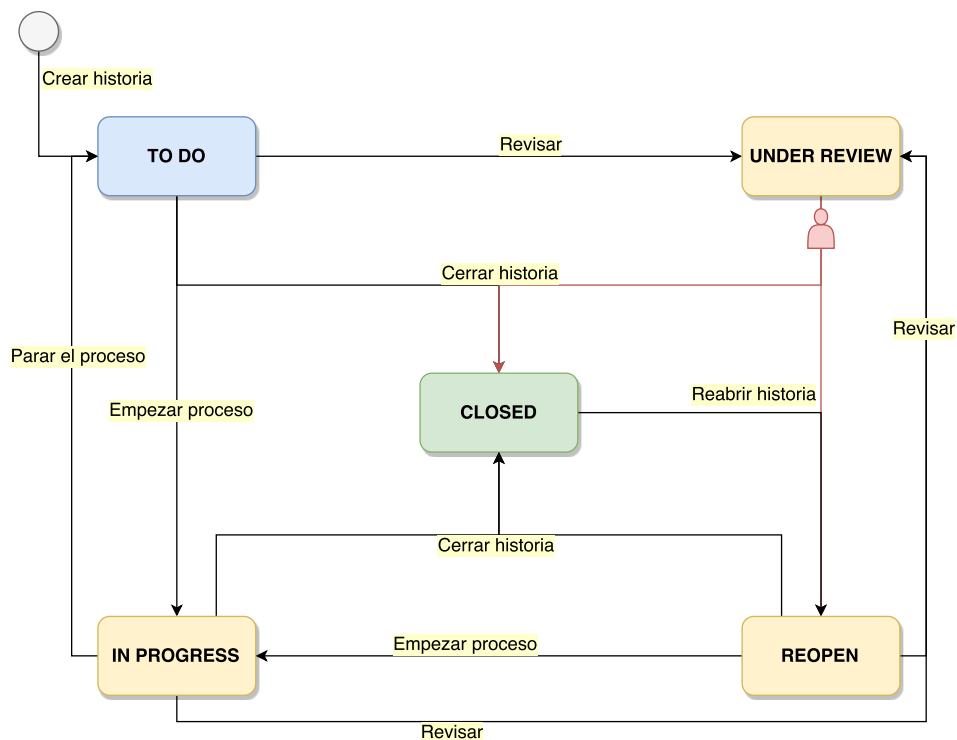 Crear historia
TO DO
Revisar
UNDER REVIEW
Cerrar historia
Revisar
Parar el proceso
Reabrir historia
Empezar proceso
CLOSED
Cerrar historia
Empezar proceso
IN PROGRESS
REOPEN
Revisar